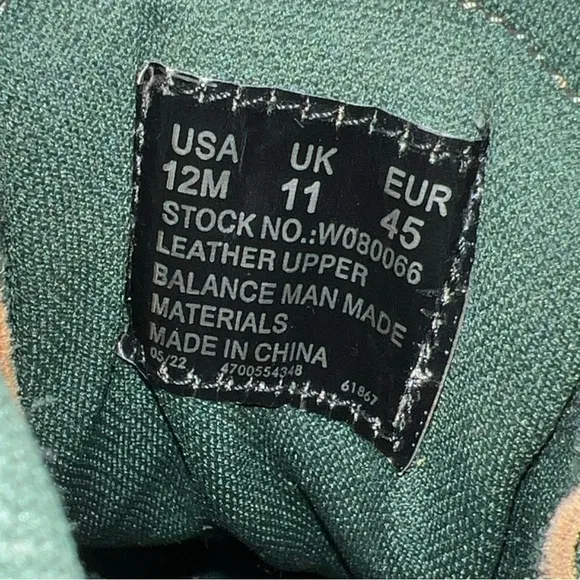 USA UK EUR
12M 11 45
STOCK NO.:W080066
LEATHER UPPER
BALANCE MAN MADE
MATERIALS
MADE IN CHINA
05/22 4700554348 61867